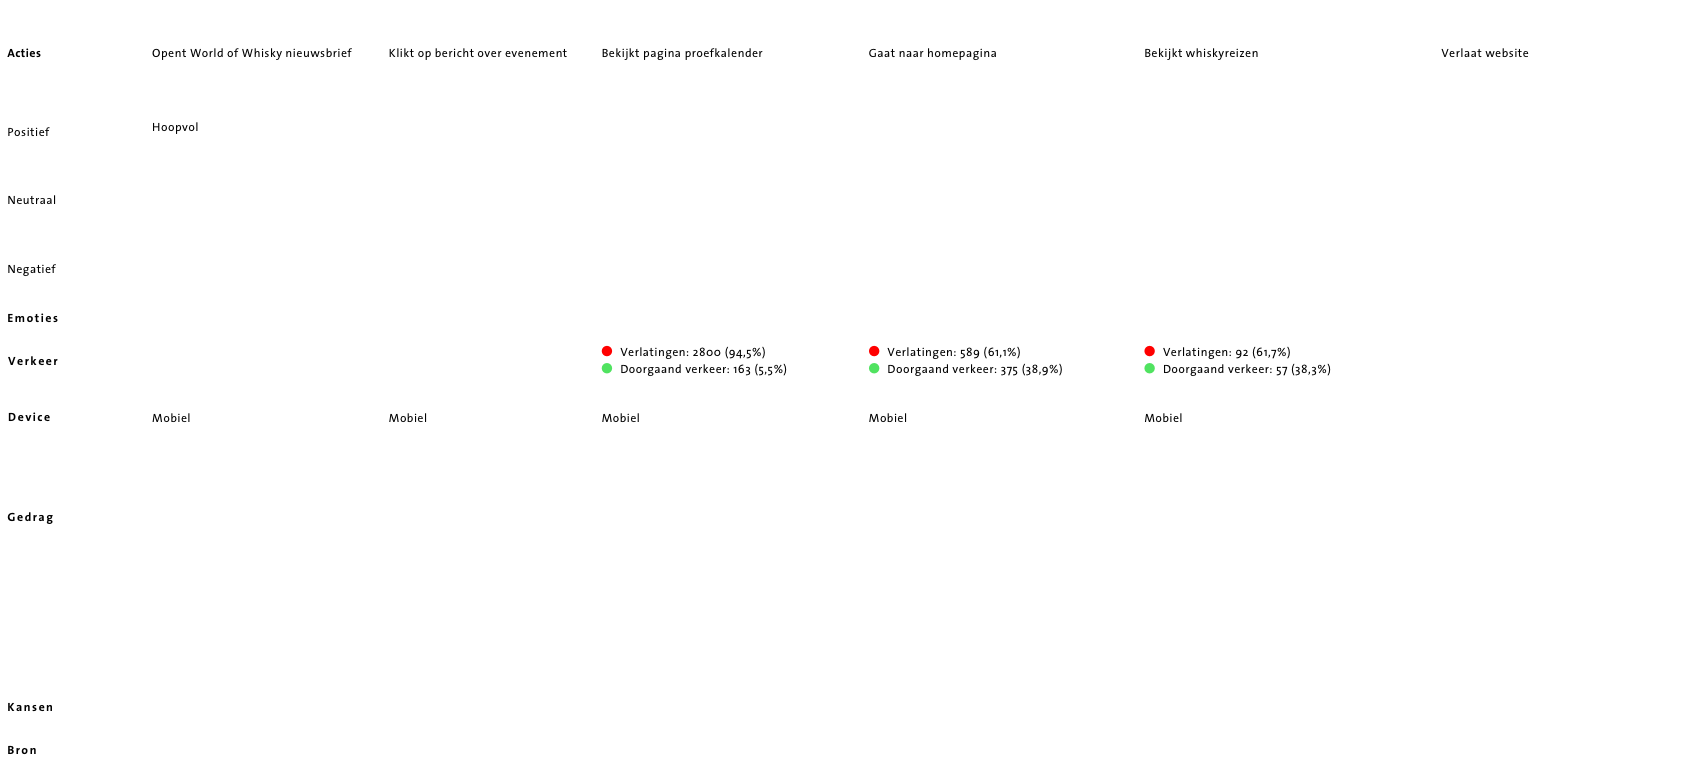 Acties Opent World of Whisky nieuwsbrief Klikt op bericht over evenement Bekijkt pagina proefkalender Gaat naar homepagina Bekijkt whiskyreizen Verlaat website
Positief Hoopvol
Neutraal
Negatief
Emoties
Verkeer
Verlatingen: 2800 (94,5%) Verlatingen: 589 (61,1%) Verlatingen: 92 (61,7%)
Doorgaand verkeer: 163 (5,5%) Doorgaand verkeer: 375 (38,9%) Doorgaand verkeer: 57 (38,3%)
Device Mobiel Mobiel Mobiel Mobiel Mobiel
Gedrag
Kansen
Bron